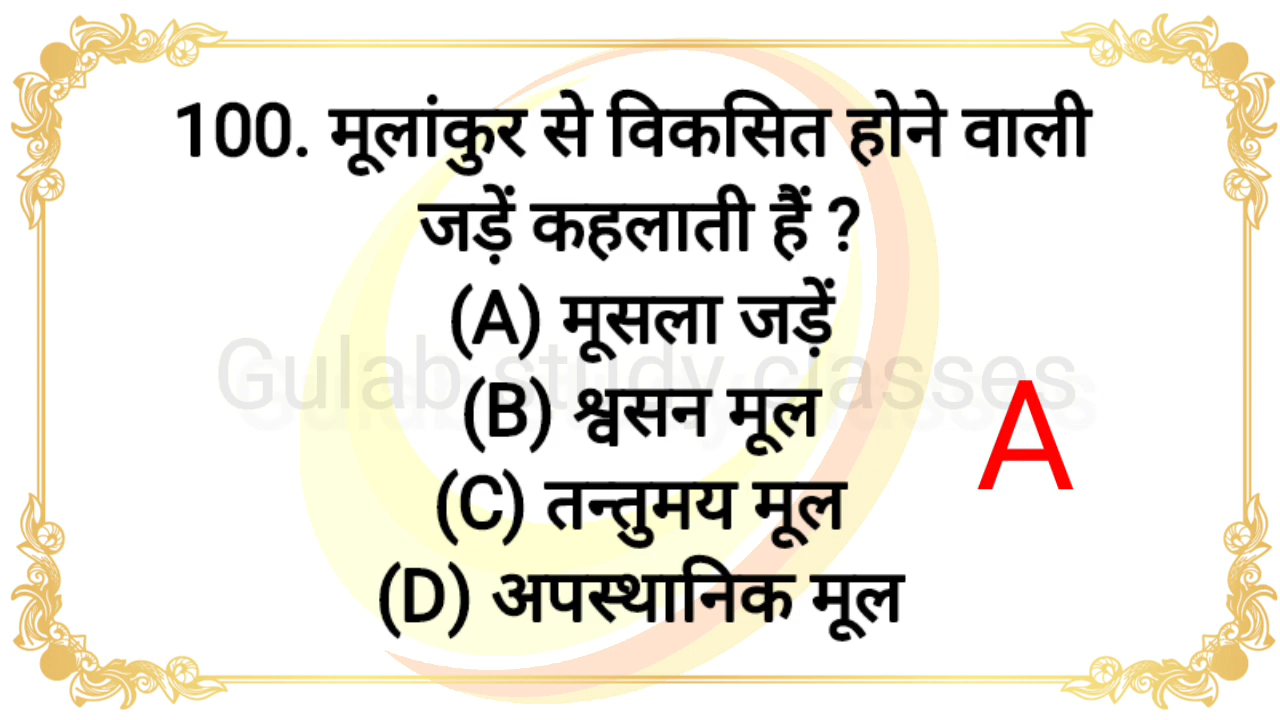 100. मूलांकुर से विकसित होने वाली
जड़ें कहलाती हैं ?
(A) मूसला जड़ें
Gulab study classes
(B) श्वसन मूल
A
(C) तन्तुमय मूल
(D) अपस्थानिक मूल